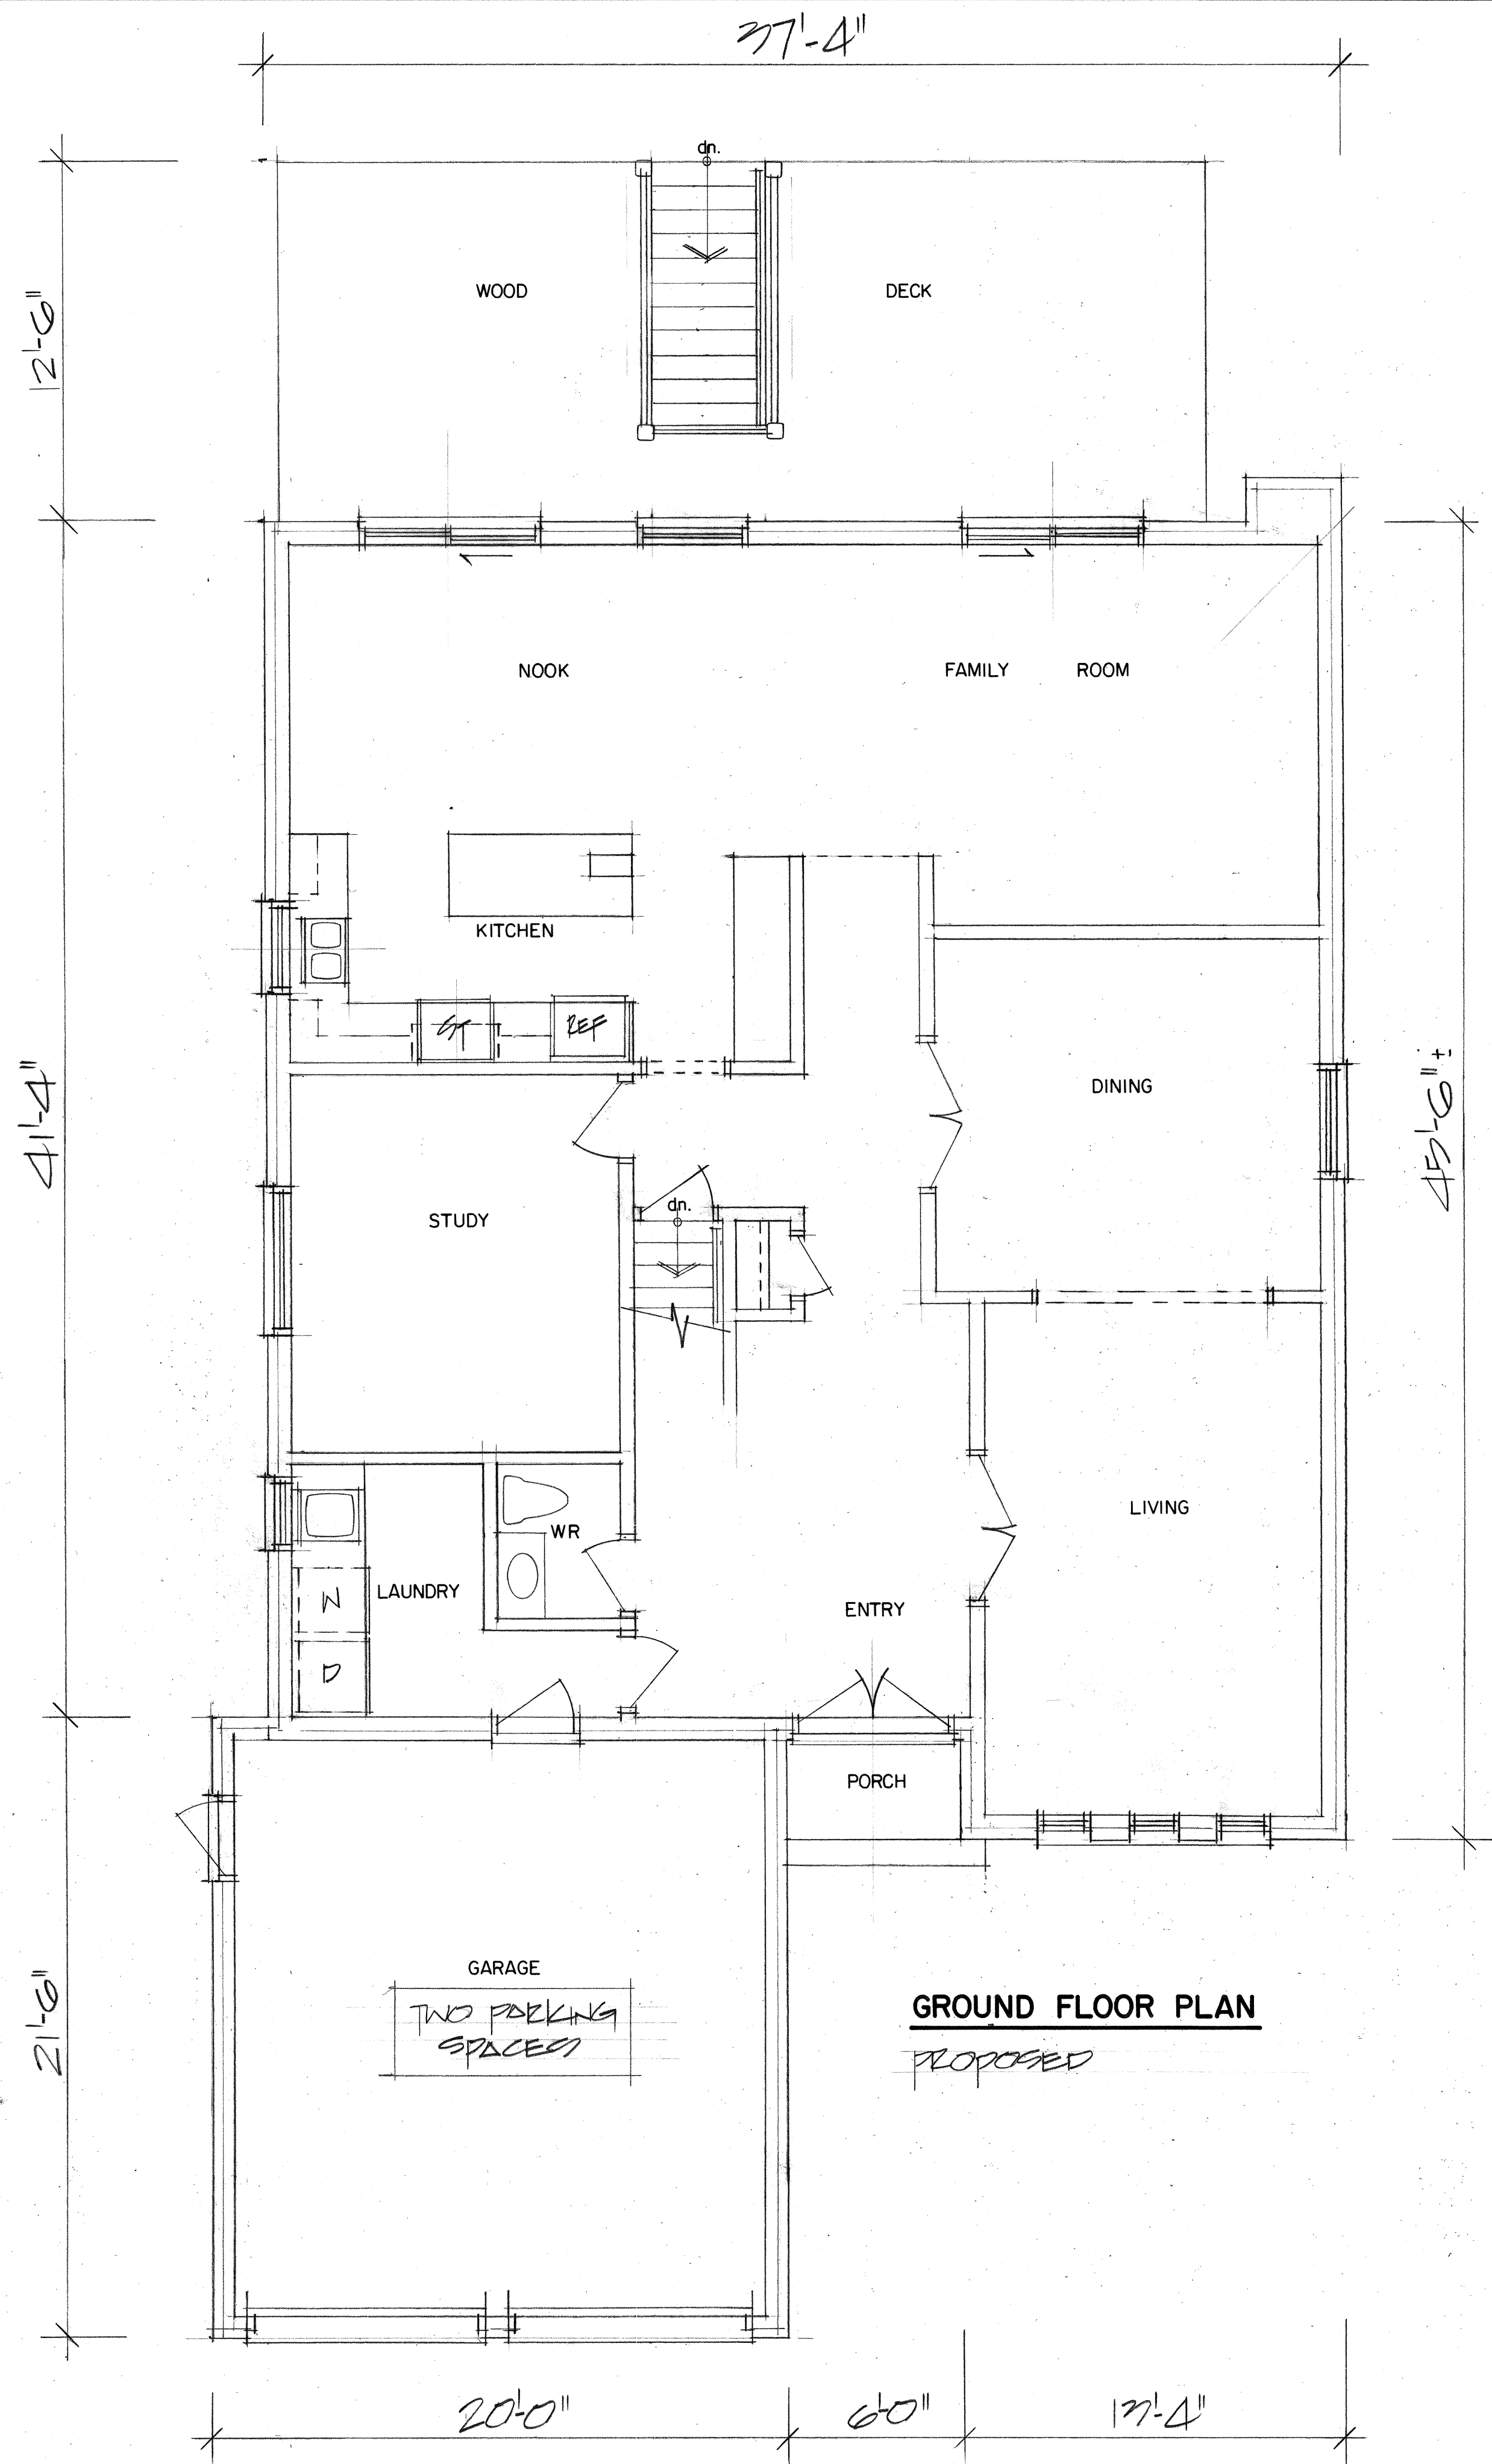 37'-4"
dn.
12'-6"
WOOD DECK
NOOK
FAMILY ROOM
KITCHEN
ST
REF
41'-4"
45'-6"±
DINING
dn.
STUDY
LIVING
WR
LAUNDRY
W
ENTRY
D
PORCH
GARAGE
TWO PARKING
SPACES
21'-6"
GROUND FLOOR PLAN
PROPOSED
20'-0"
6'-0"
13'-4"